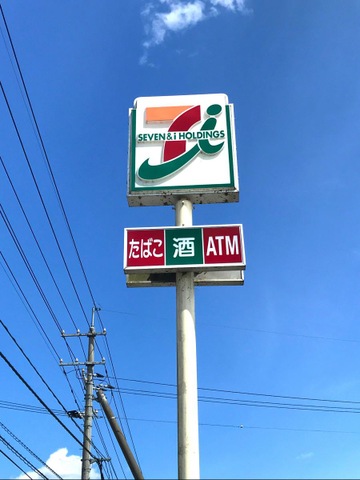 SEVEN&i HOLDINGS
たばこ 酒 ATM